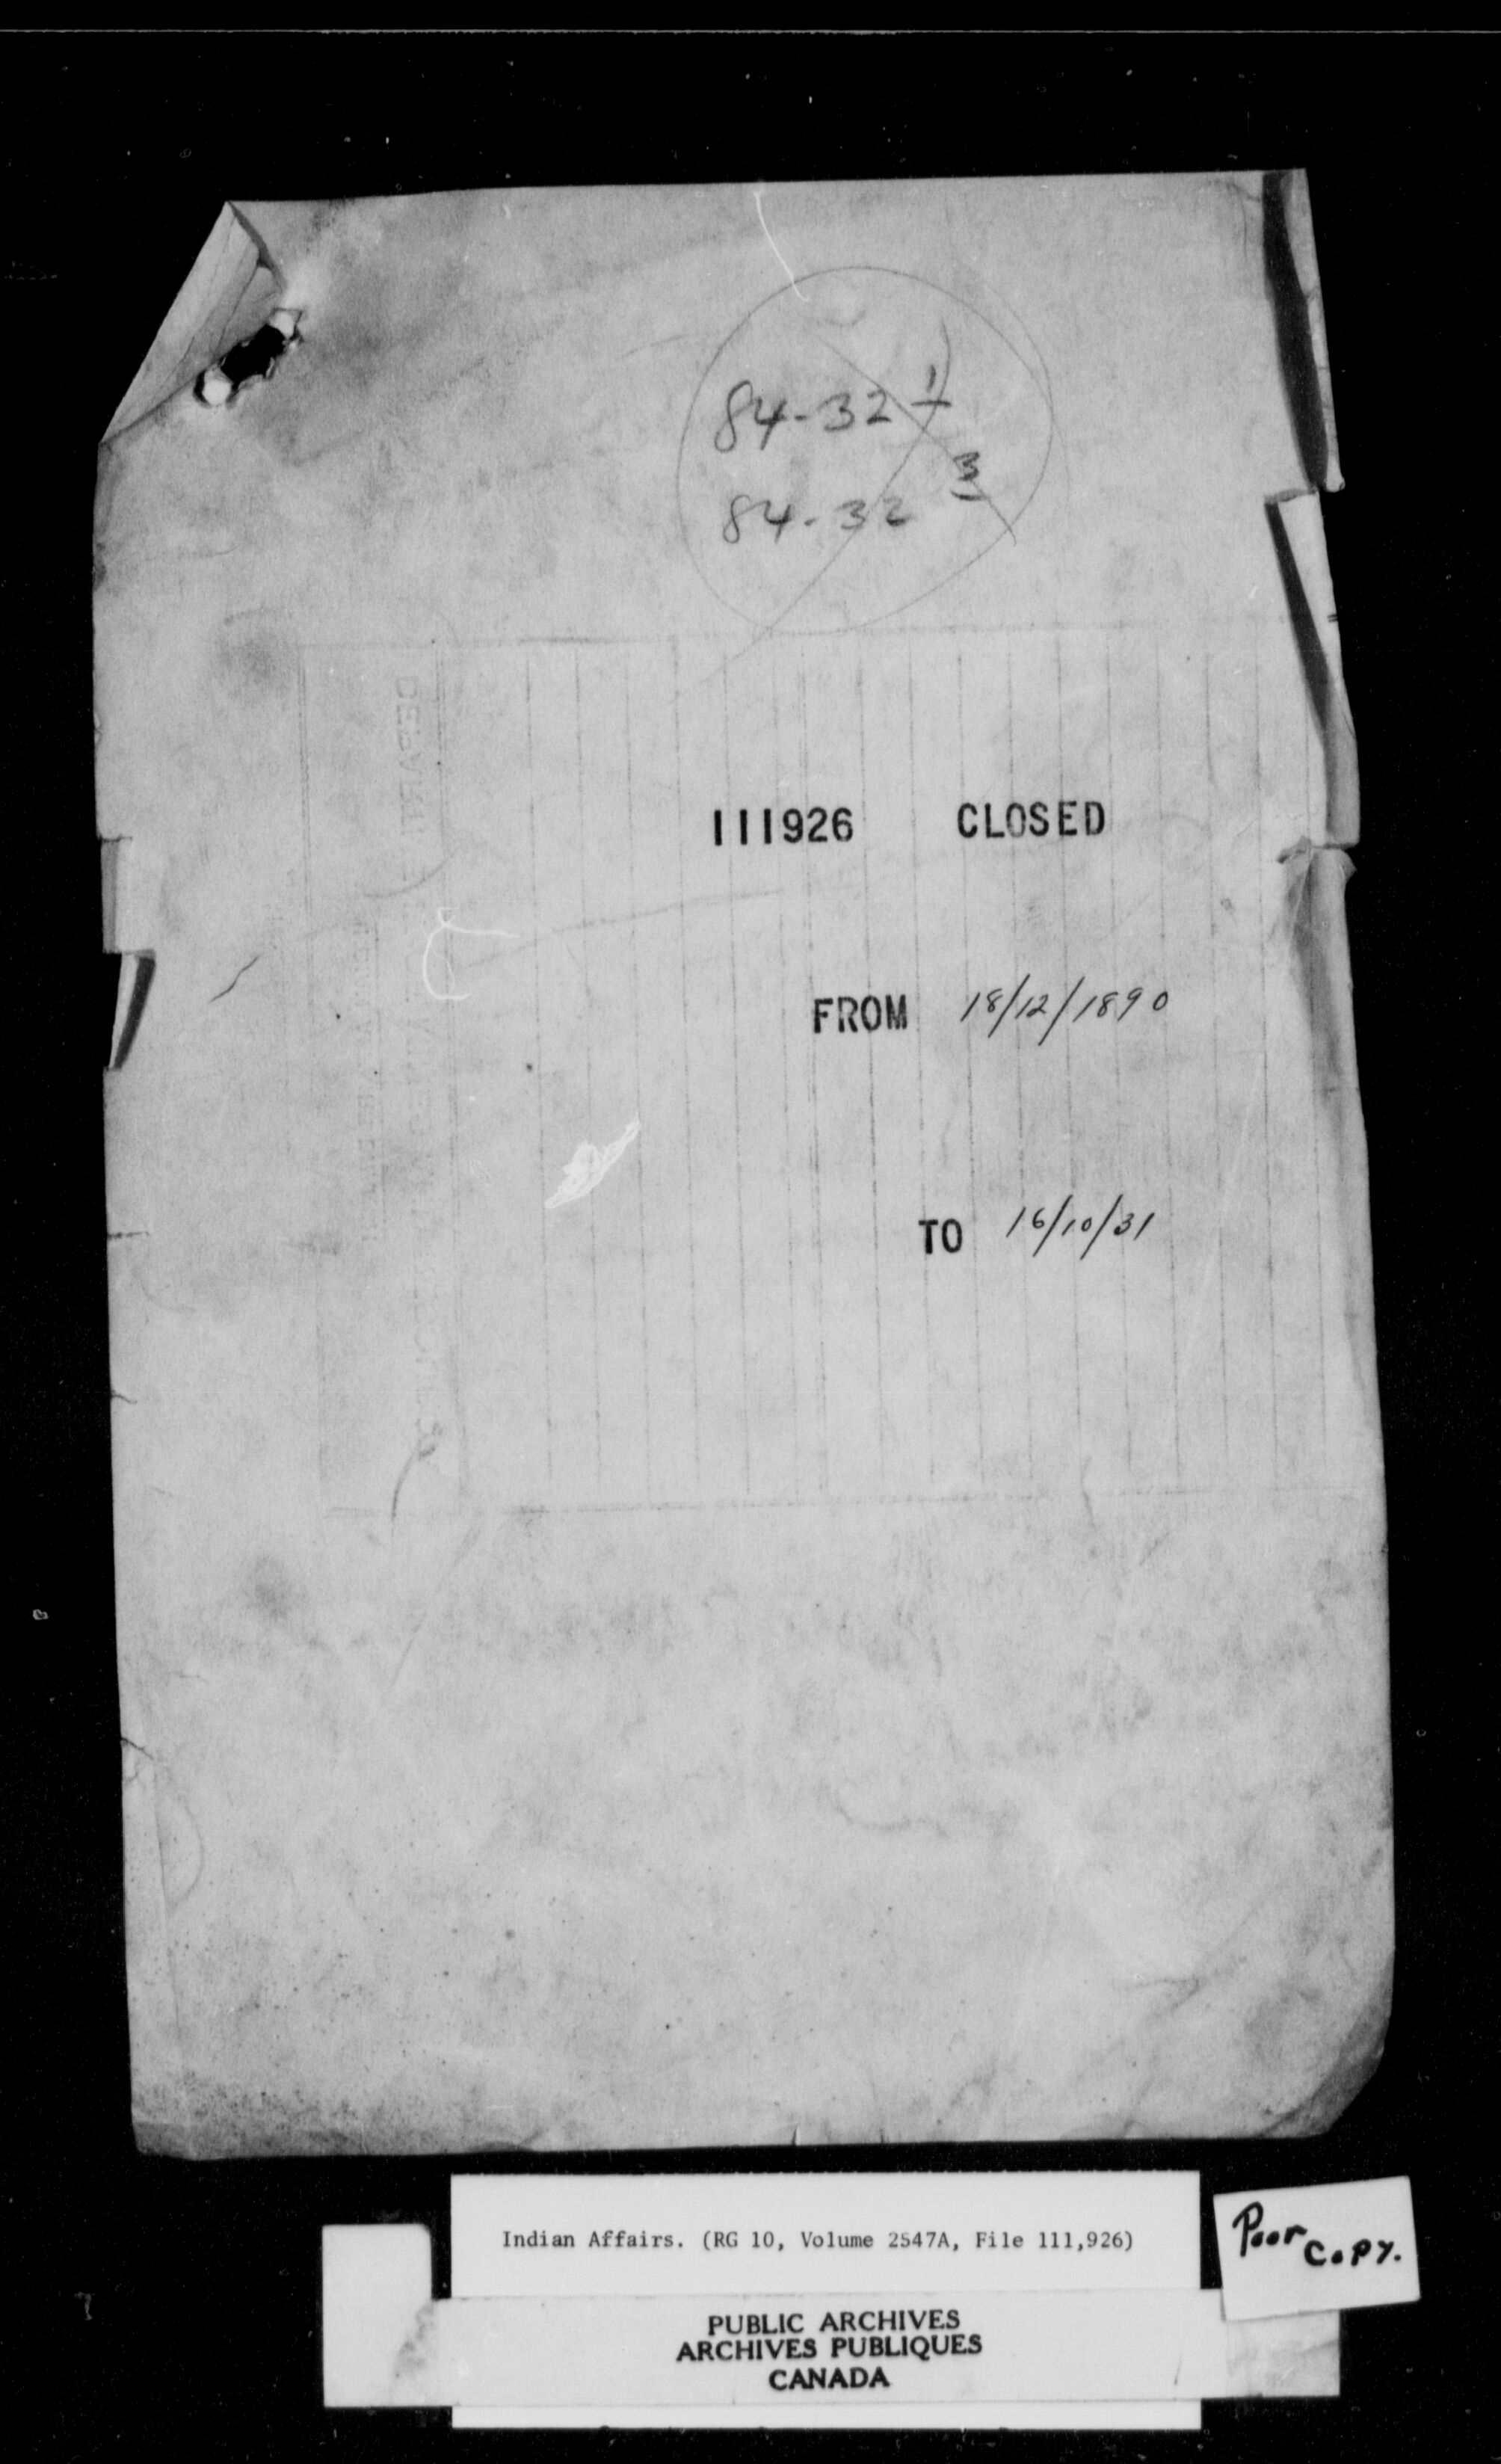 84-32 1
84-32 3
111926 CLOSED
FROM 18/12/1890
TO 16/10/31
Indian Affairs. (RG 10, Volume 2547A, File 111,926)
Poor Copy.
PUBLIC ARCHIVES
ARCHIVES PUBLIQUES
CANADA